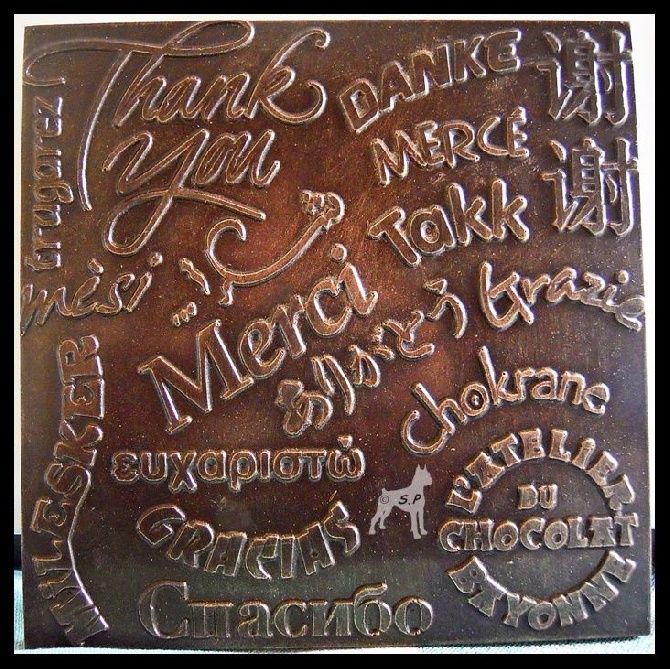 Thank
You
DANKE
谢
谢
MERCÉ
trugarez
Takk
mèsi
Merci
Grazie
ありがとう
chokrane
MILESKER
ευχαριστώ
GRACIAS
© S.P
L'ATELIER
DU
CHOCOLAT
BAYONNE
Спасибо